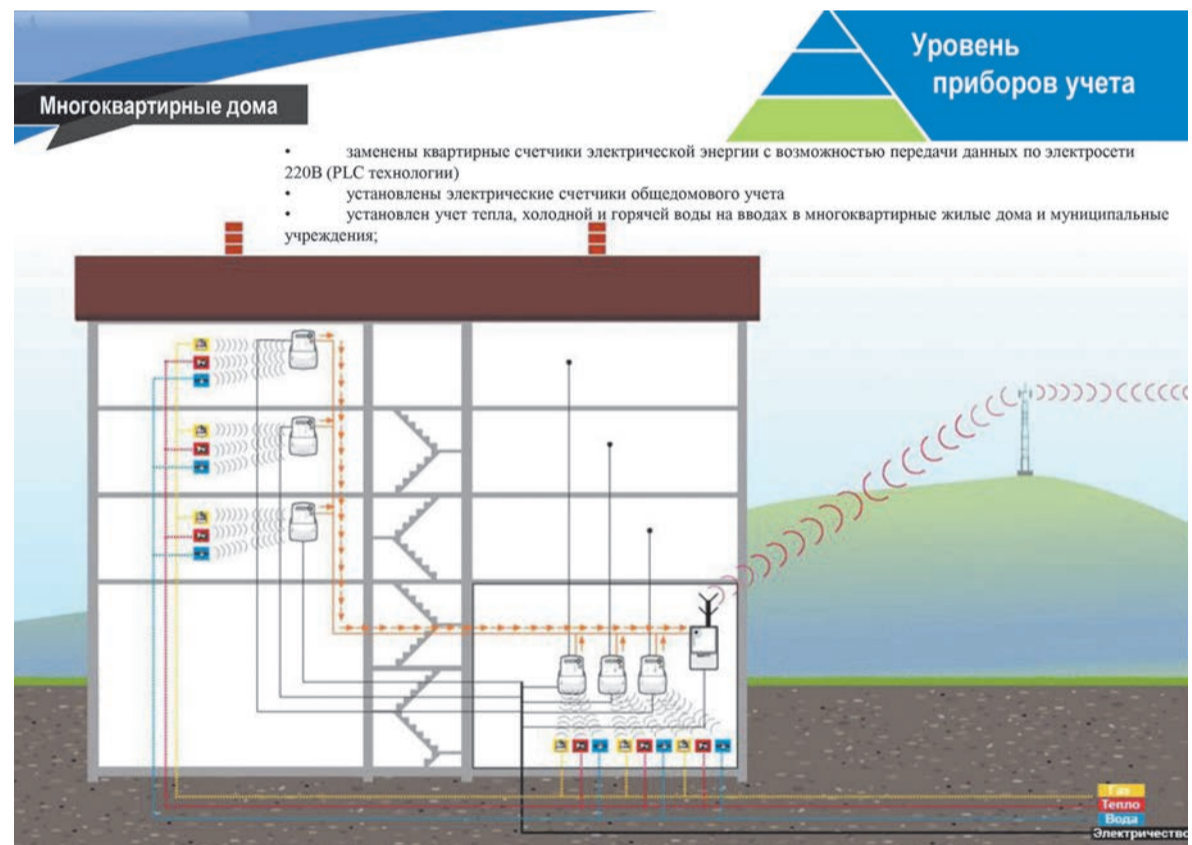 Уровень
приборов учета
Многоквартирные дома
• заменены квартирные счетчики электрической энергии с возможностью передачи данных по электросети
220В (PLC технологии)
• установлены электрические счетчики общедомового учета
• установлен учет тепла, холодной и горячей воды на вводах в многоквартирные жилые дома и муниципальные
учреждения;
Газ
Тепло
Вода
Электричество